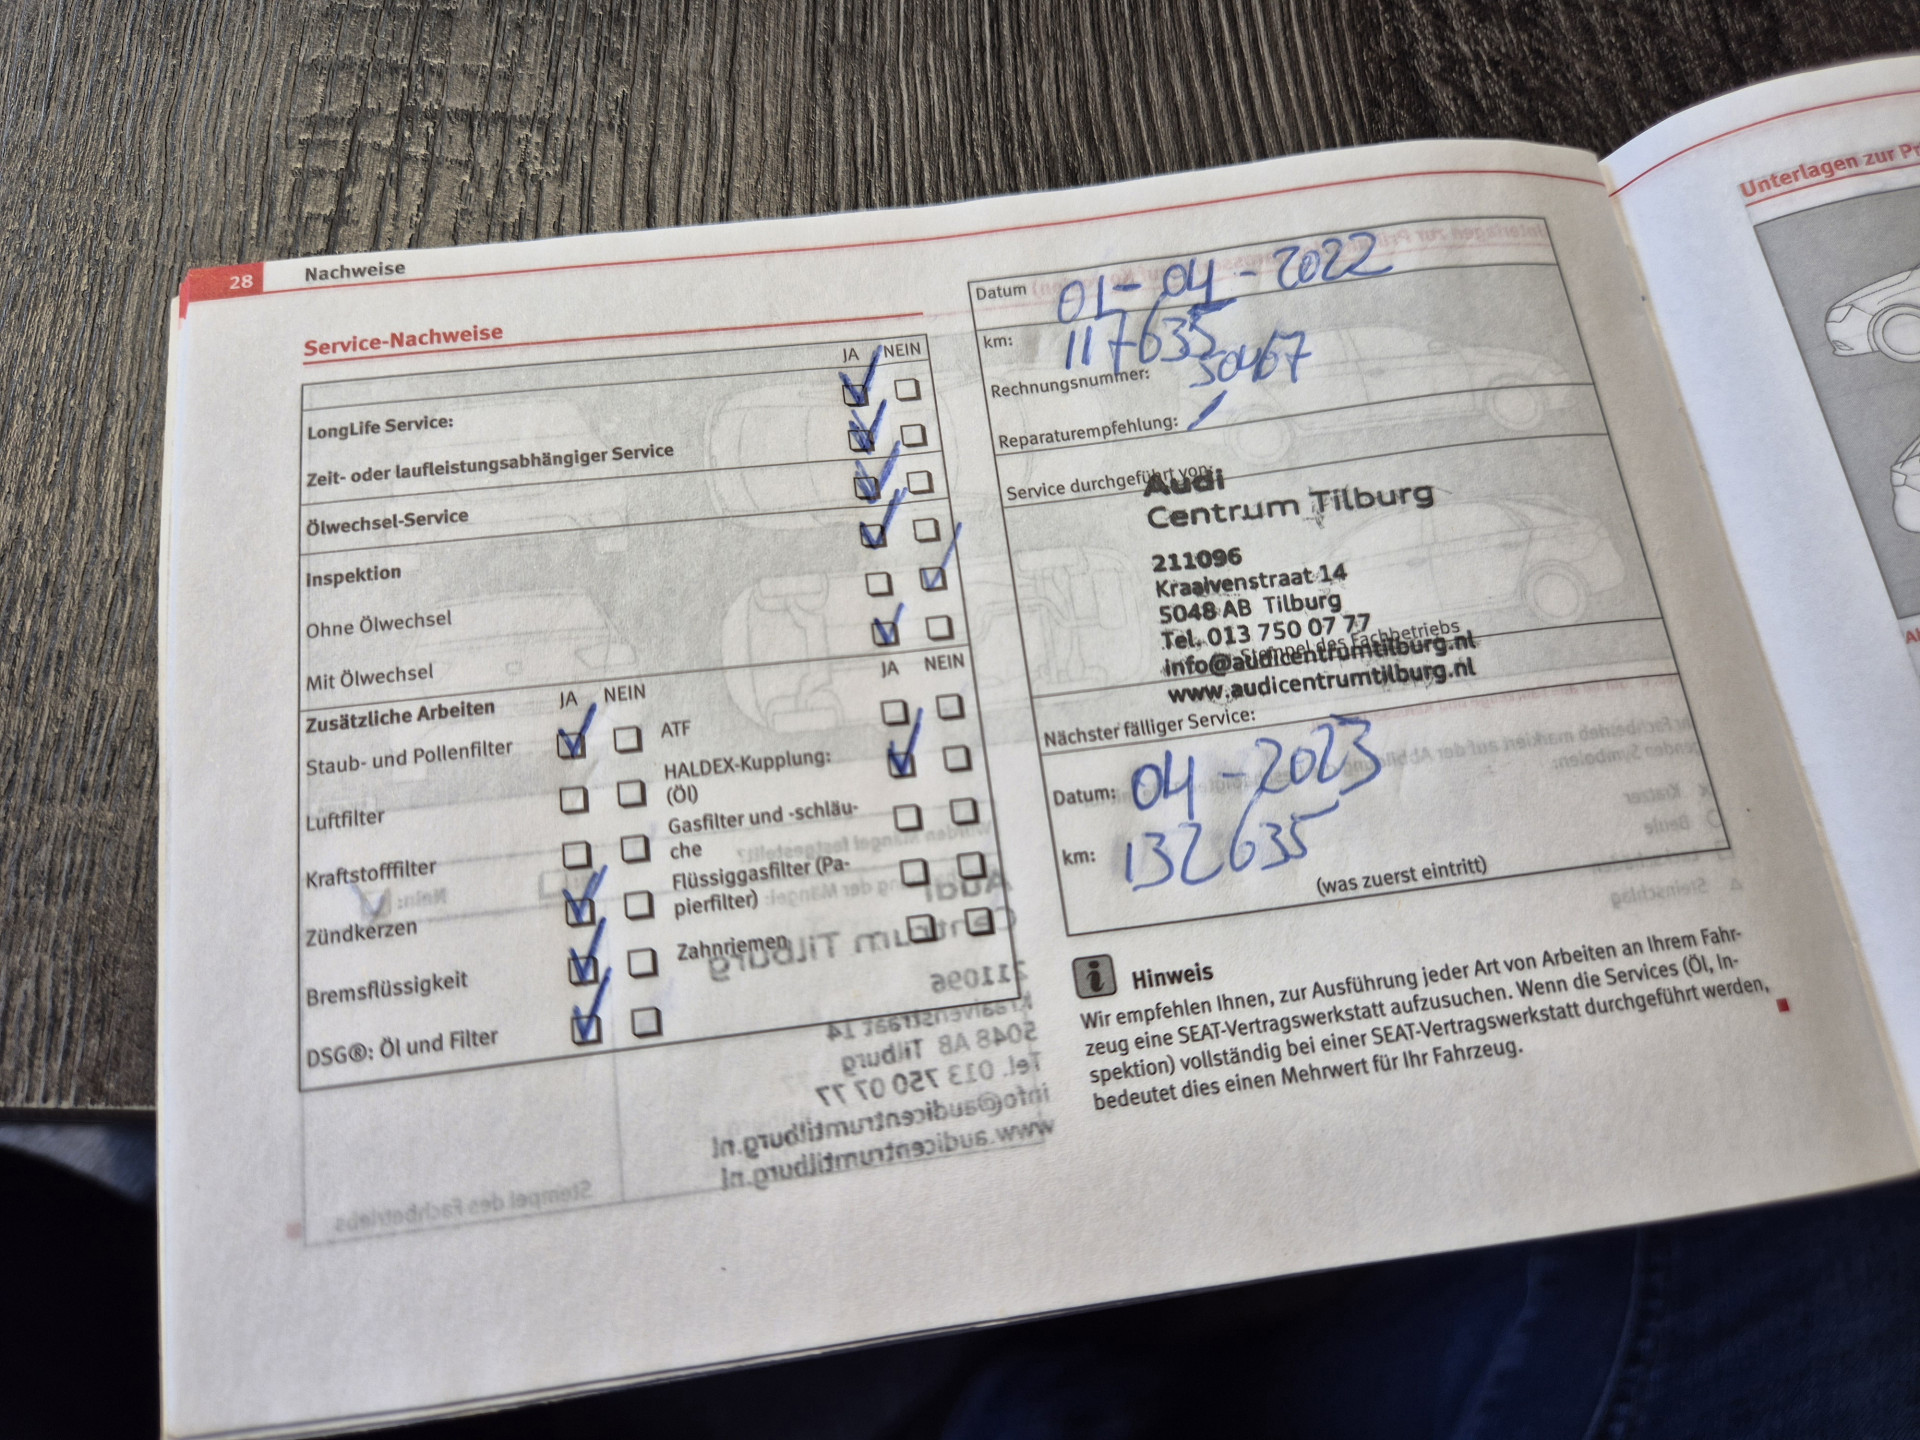 28 Nachweise
Service-Nachweise
JA NEIN
LongLife Service:
Zeit- oder laufleistungsabhängiger Service
Ölwechsel-Service
Inspektion
Ohne Ölwechsel
Mit Ölwechsel
Zusätzliche Arbeiten JA NEIN JA NEIN
Staub- und Pollenfilter
Luftfilter
Kraftstofffilter
Zündkerzen
Bremsflüssigkeit
DSG®: Öl und Filter
ATF
HALDEX-Kupplung:
(Öl)
Gasfilter und -schläu-
che
Flüssiggasfilter (Pa-
pierfilter)
Zahnriemen
Datum 01-04-2022
km: 117635
Rechnungsnummer: 50467
Reparaturempfehlung: /
Service durchgeführt von:
Audi
Centrum Tilburg
211096
Kraaivenstraat 14
5048 AB Tilburg
Tel. 013 750 07 77
Stempel des Fachbetriebs
info@audicentrumtilburg.nl
www.audicentrumtilburg.nl
Nächster fälliger Service:
Datum: 04-2023
km: 132635
(was zuerst eintritt)
Hinweis
Wir empfehlen Ihnen, zur Ausführung jeder Art von Arbeiten an Ihrem Fahr-
zeug eine SEAT-Vertragswerkstatt aufzusuchen. Wenn die Services (Öl, In-
spektion) vollständig bei einer SEAT-Vertragswerkstatt durchgeführt werden,
bedeutet dies einen Mehrwert für Ihr Fahrzeug.
Unterlagen zur